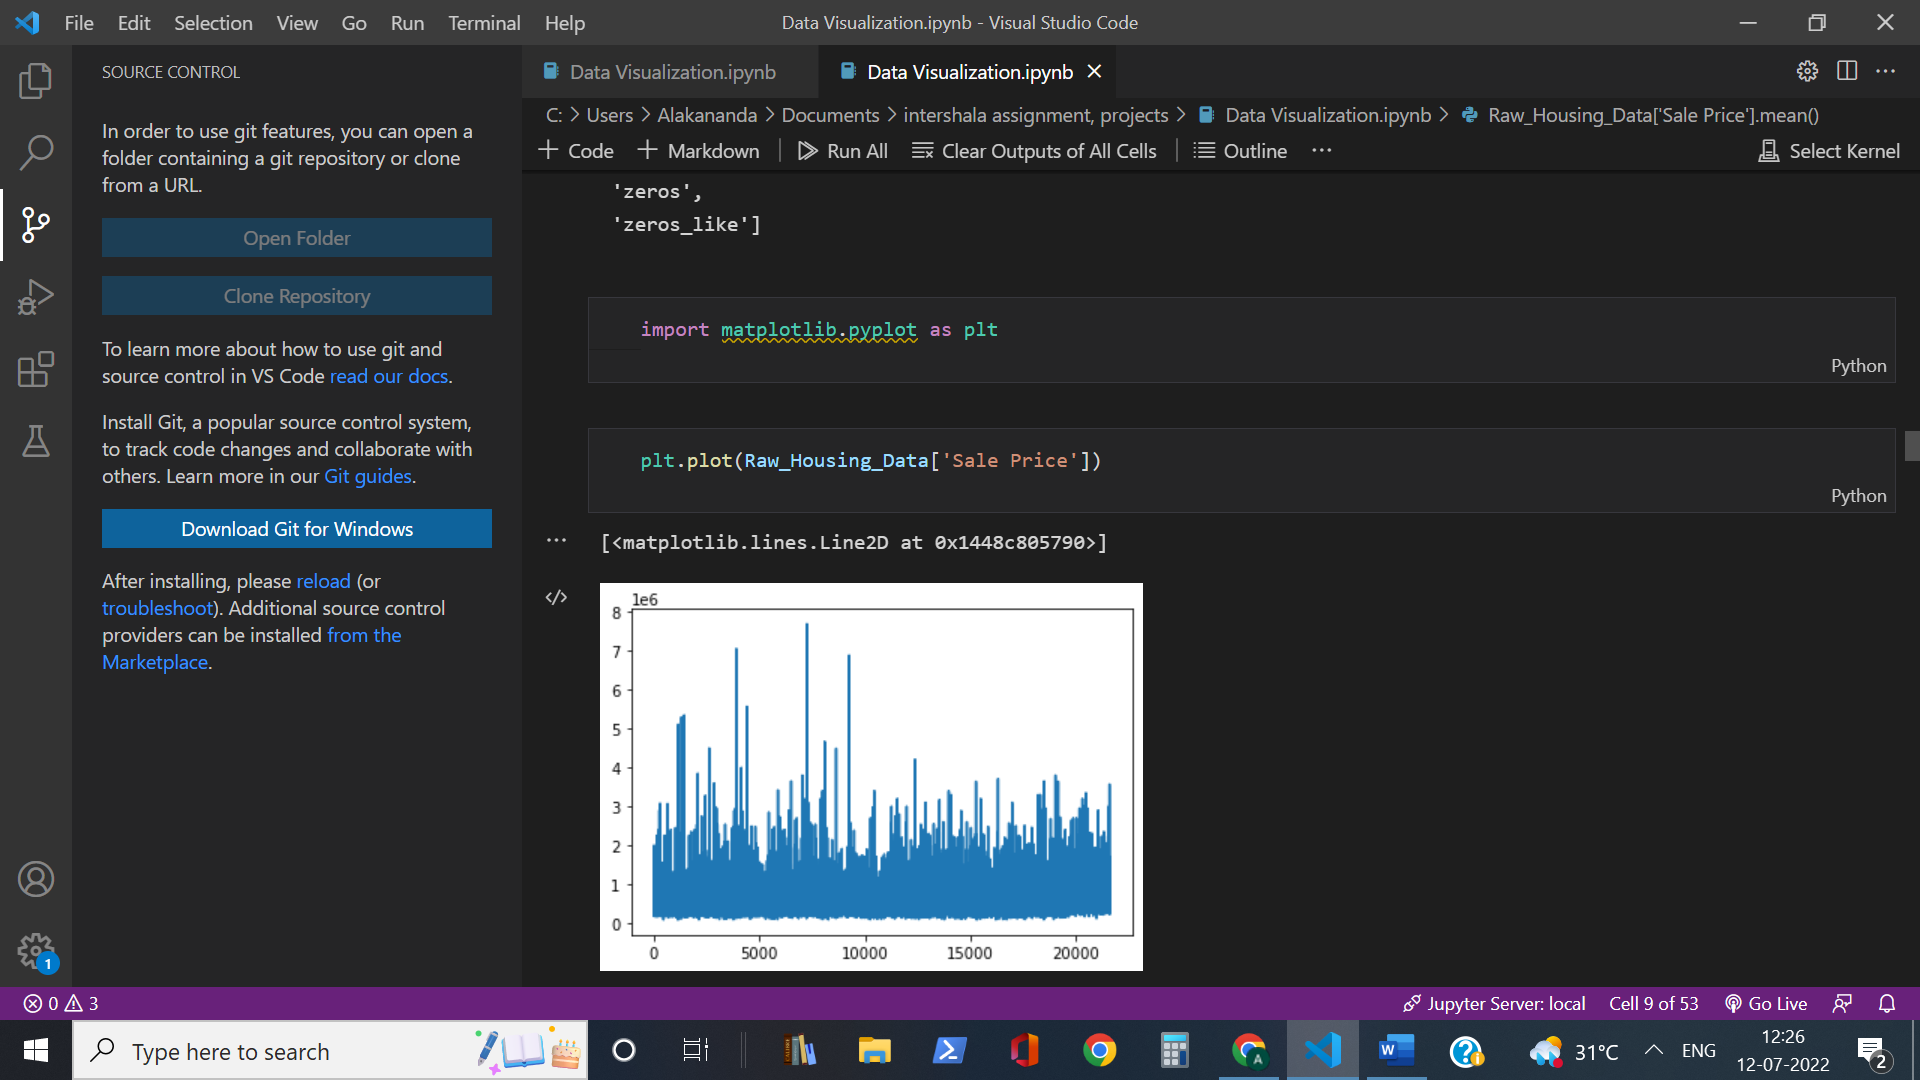 File Edit Selection View Go Run Terminal Help
Data Visualization.ipynb - Visual Studio Code
SOURCE CONTROL
In order to use git features, you can open a
folder containing a git repository or clone
from a URL.
Open Folder
Clone Repository
To learn more about how to use git and
source control in VS Code read our docs.
Install Git, a popular source control system,
to track code changes and collaborate with
others. Learn more in our Git guides.
Download Git for Windows
After installing, please reload (or
troubleshoot). Additional source control
providers can be installed from the
Marketplace.
1
Data Visualization.ipynb
Data Visualization.ipynb
C: > Users > Alakananda > Documents > intershala assignment, projects > Data Visualization.ipynb > Raw_Housing_Data['Sale Price'].mean()
+ Code + Markdown Run All Clear Outputs of All Cells Outline ... Select Kernel
'zeros',
'zeros_like']
import matplotlib.pyplot as plt
Python
plt.plot(Raw_Housing_Data['Sale Price'])
Python
[<matplotlib.lines.Line2D at 0x1448c805790>]
1e6
8
7
6
5
4
3
2
1
0
0 5000 10000 15000 20000
0 3
Jupyter Server: local Cell 9 of 53 Go Live
Type here to search
A
W
31°C ENG
12:26
12-07-2022
2